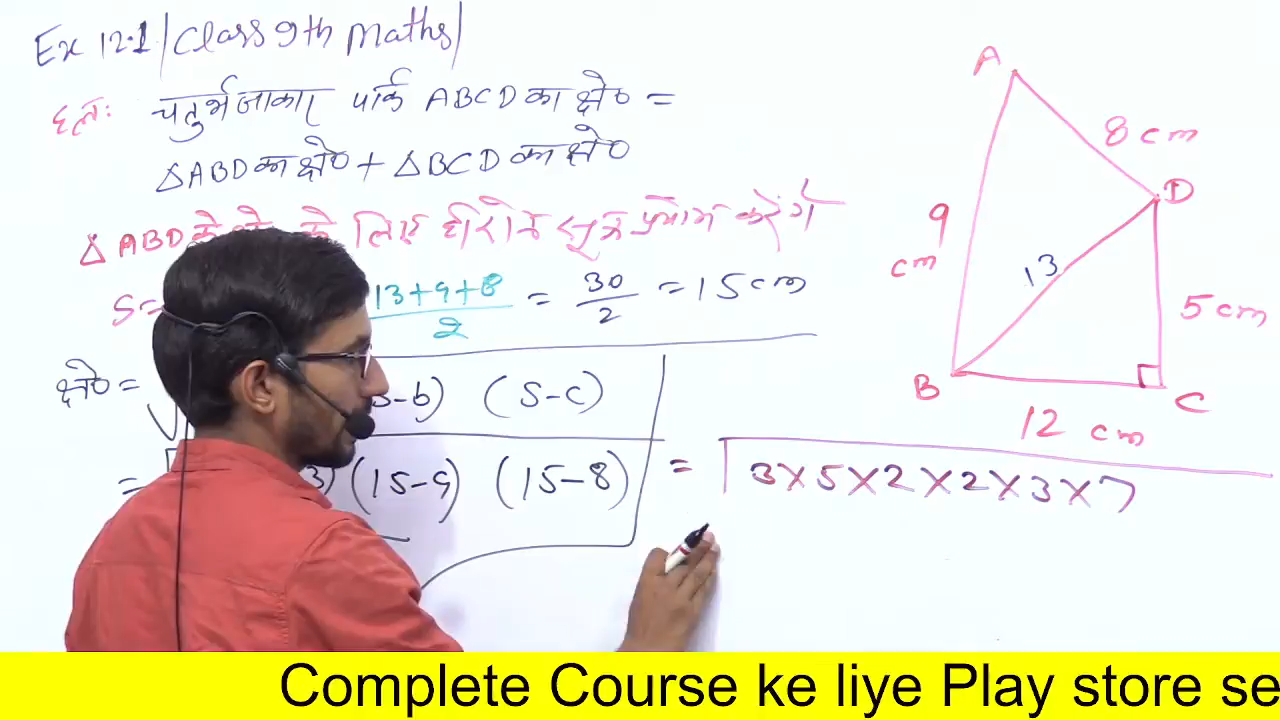 Ex 12.1 | Class 9th Maths |
हलः चतुर्भुजाकार पार्क ABCD का क्षे० =
△ABD का क्षे० + △BCD का क्षे०
△ABD के क्षे० के लिए हीरोन सूत्र प्रयोग करेंगे
S = 13+9+8 / 2 = 30 / 2 = 15 cm
क्षे० = √ S-b) (S-c)
= 3) (15-9) (15-8) = √3×5×2×2×3×7
A
8 cm
D
9 cm
13
5 cm
B
C
12 cm
Complete Course ke liye Play store se